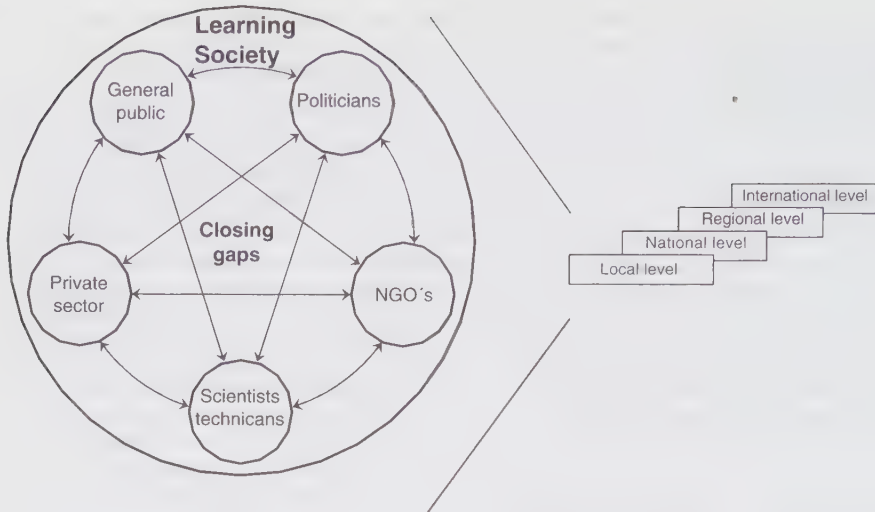 Learning
Society
General
public
Politicians
Closing
gaps
Private
sector
NGO´s
Scientists
technicans
International level
Regional level
National level
Local level